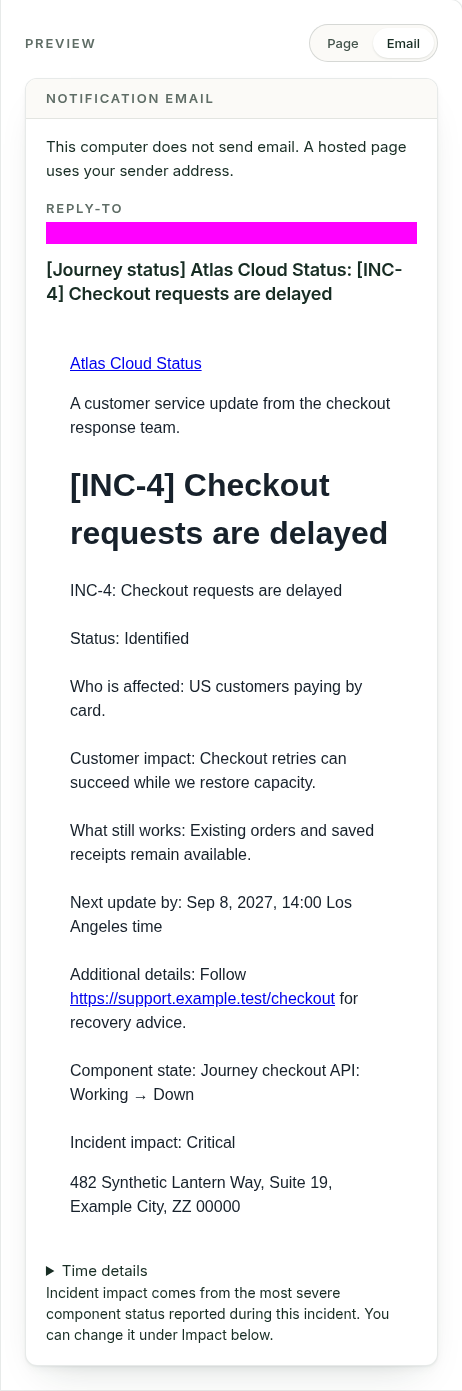 PREVIEW
Page
Email
NOTIFICATION EMAIL
This computer does not send email. A hosted page
uses your sender address.
REPLY-TO
[Journey status] Atlas Cloud Status: [INC-
4] Checkout requests are delayed
Atlas Cloud Status
A customer service update from the checkout
response team.
[INC-4] Checkout
requests are delayed
INC-4: Checkout requests are delayed
Status: Identified
Who is affected: US customers paying by
card.
Customer impact: Checkout retries can
succeed while we restore capacity.
What still works: Existing orders and saved
receipts remain available.
Next update by: Sep 8, 2027, 14:00 Los
Angeles time
Additional details: Follow
https://support.example.test/checkout for
recovery advice.
Component state: Journey checkout API:
Working → Down
Incident impact: Critical
482 Synthetic Lantern Way, Suite 19,
Example City, ZZ 00000
▶ Time details
Incident impact comes from the most severe
component status reported during this incident. You
can change it under Impact below.